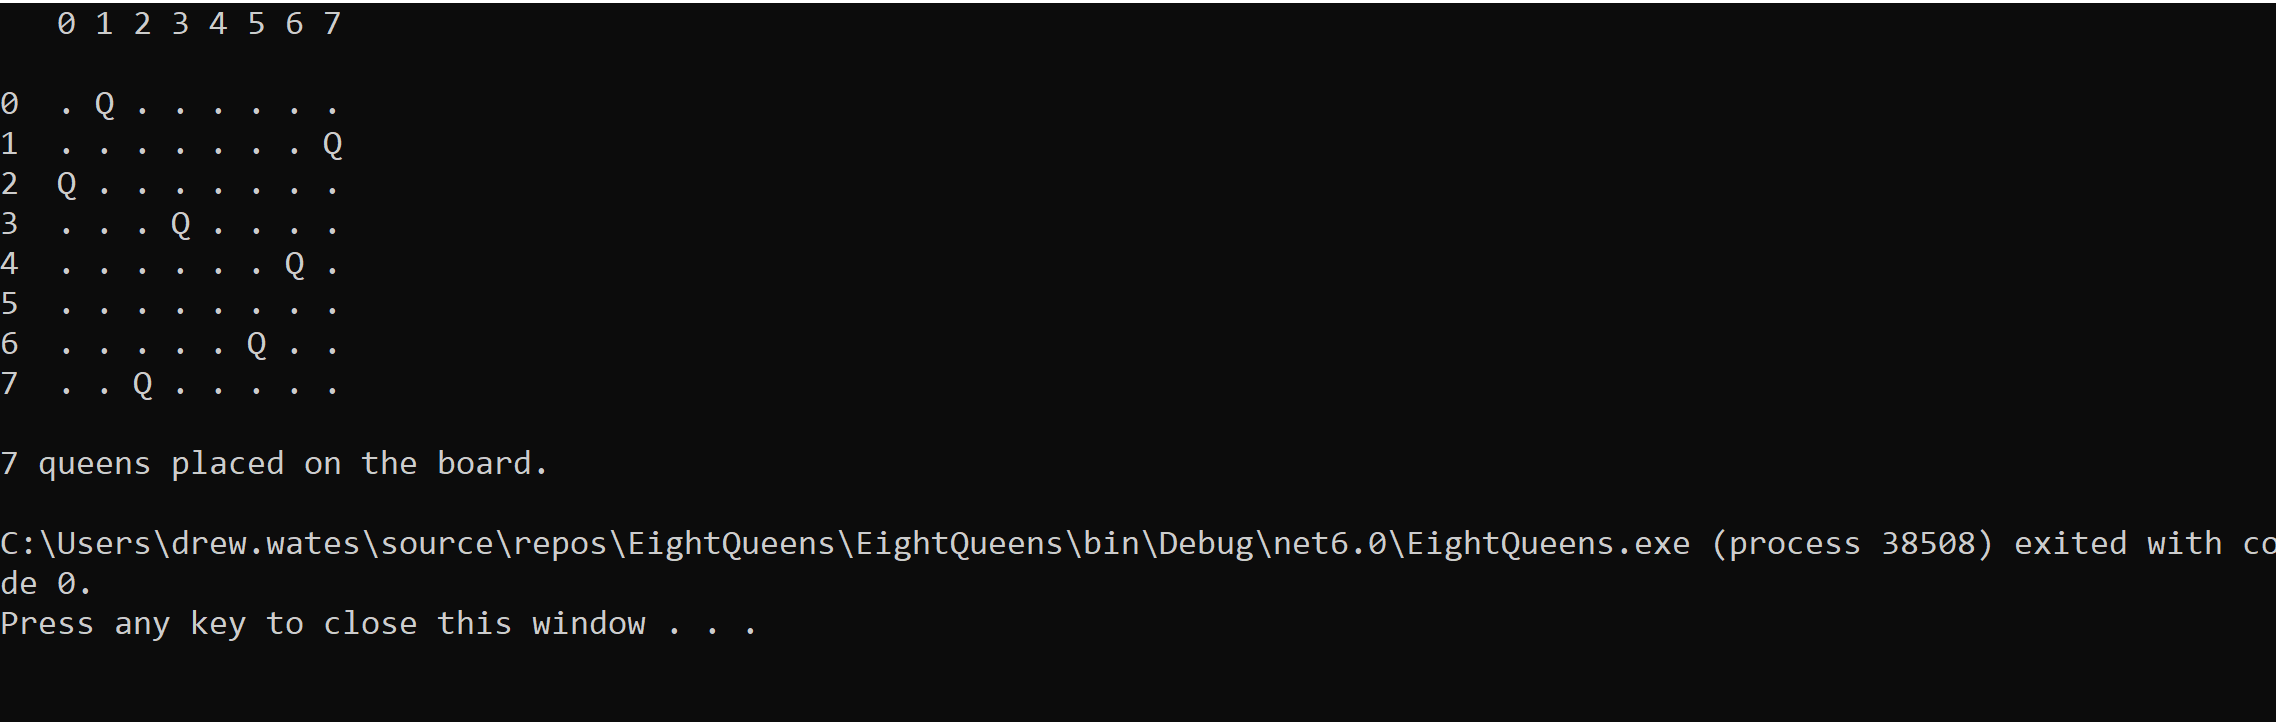 0 1 2 3 4 5 6 7
0 . Q . . . . . .
1 . . . . . . . Q
2 Q . . . . . . .
3 . . . Q . . . .
4 . . . . . . Q .
5 . . . . . . . .
6 . . . . . Q . .
7 . . Q . . . . .
7 queens placed on the board.
C:\Users\drew.wates\source\repos\EightQueens\EightQueens\bin\Debug\net6.0\EightQueens.exe (process 38508) exited with co
de 0.
Press any key to close this window . . .